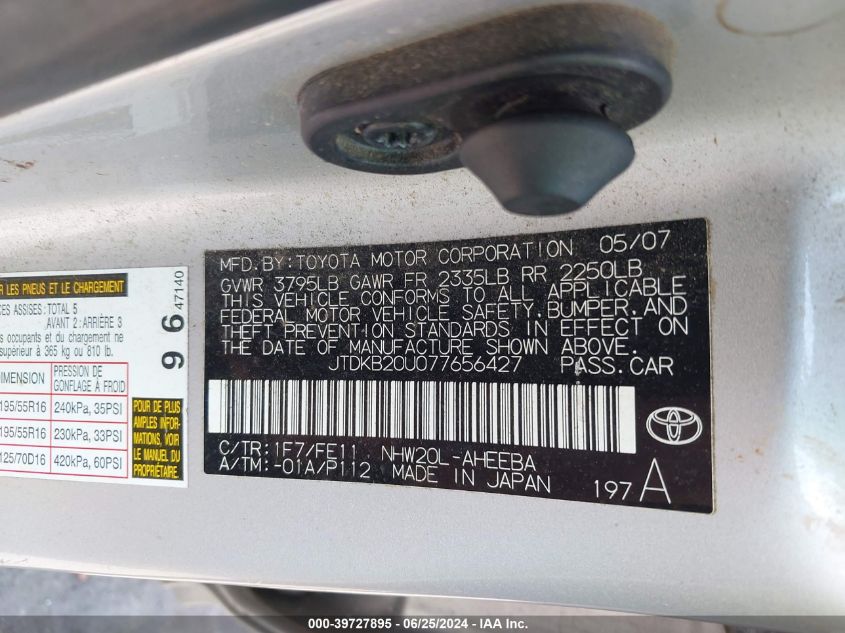 MFD. BY: TOYOTA MOTOR CORPORATION 05/07
GVWR 3795LB GAWR FR 2335LB RR 2250LB
THIS VEHICLE CONFORMS TO ALL APPLICABLE
FEDERAL MOTOR VEHICLE SAFETY, BUMPER, AND
THEFT PREVENTION STANDARDS IN EFFECT ON
THE DATE OF MANUFACTURE SHOWN ABOVE.
JTDKB20U077656427 PASS. CAR
C/TR: 1F7/FE11 NHW20L-AHEEBA
A/TM: -01A/P112 MADE IN JAPAN
197 A
R LES PNEUS ET LE CHARGEMENT
CES ASSISES: TOTAL 5
AVANT 2: ARRIÈRE 3
s occupants et du chargement ne
supérieur à 365 kg ou 810 lb.
96 47140
DIMENSION PRESSION DE GONFLAGE À FROID
195/55R16 240kPa, 35PSI
195/55R16 230kPa, 33PSI
125/70D16 420kPa, 60PSI
POUR DE PLUS
AMPLES INFOR-
MATIONS, VOIR
LE MANUEL DU
PROPRIÉTAIRE.
000-39727895 - 06/25/2024 - IAA Inc.